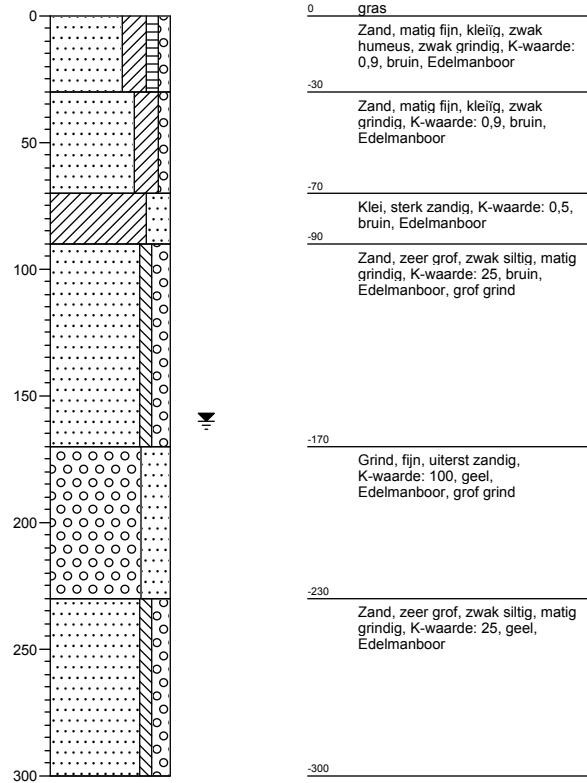 0
50
100
150
200
250
300
0 gras
Zand, matig fijn, kleiïg, zwak
humeus, zwak grindig, K-waarde:
0,9, bruin, Edelmanboor
-30
Zand, matig fijn, kleiïg, zwak
grindig, K-waarde: 0,9, bruin,
Edelmanboor
-70
Klei, sterk zandig, K-waarde: 0,5,
bruin, Edelmanboor
-90
Zand, zeer grof, zwak siltig, matig
grindig, K-waarde: 25, bruin,
Edelmanboor, grof grind
-170
Grind, fijn, uiterst zandig,
K-waarde: 100, geel,
Edelmanboor, grof grind
-230
Zand, zeer grof, zwak siltig, matig
grindig, K-waarde: 25, geel,
Edelmanboor
-300